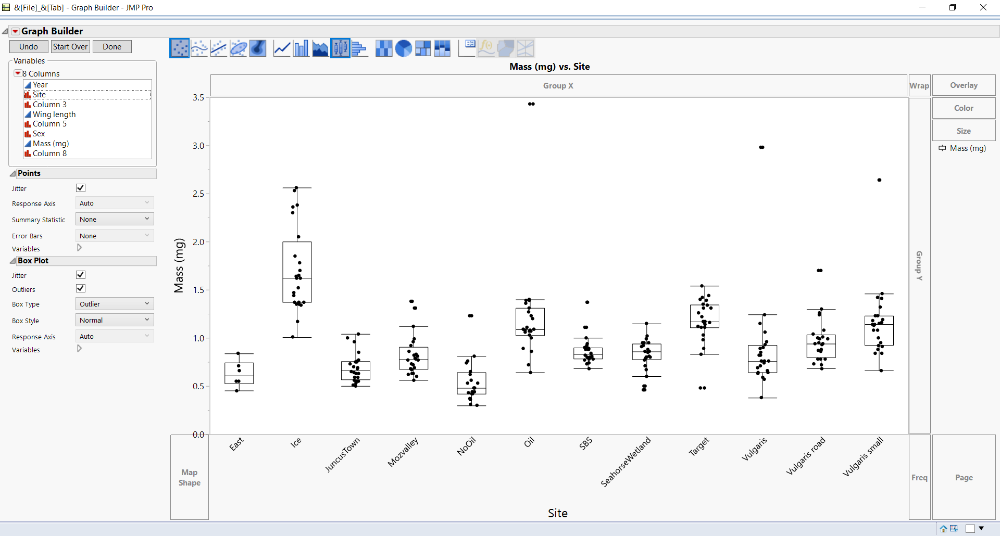 &[File]_&[Tab] - Graph Builder - JMP Pro
Graph Builder
Undo Start Over Done
Variables
8 Columns
Year
Site
Column 3
Wing length
Column 5
Sex
Mass (mg)
Column 8
Points
Jitter
Response Axis Auto
Summary Statistic None
Error Bars None
Variables
Box Plot
Jitter
Outliers
Box Type Outlier
Box Style Normal
Response Axis Auto
Variables
Mass (mg) vs. Site
Group X
Wrap
Overlay
Color
Size
Mass (mg)
3.5
3.0
2.5
2.0
1.5
1.0
0.5
0.0
Mass (mg)
Group Y
East
Ice
JuncusTown
Mozvalley
NoOil
Oil
SBS
SeahorseWetland
Target
Vulgaris
Vulgaris road
Vulgaris small
Map
Shape
Freq
Page
Site